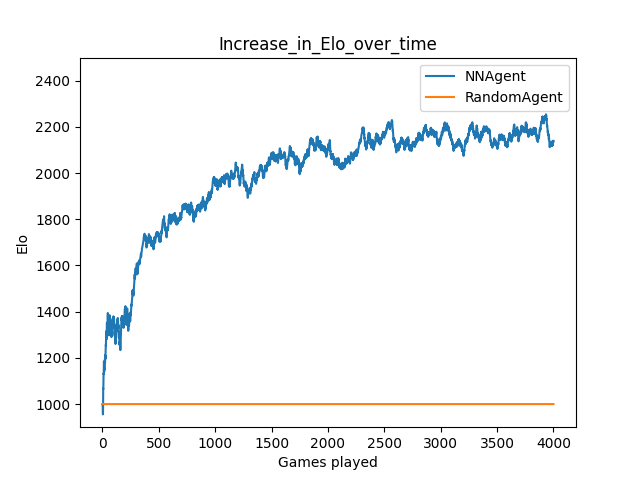 Increase_in_Elo_over_time
NNAgent
RandomAgent
2400
2200
2000
1800
1600
1400
1200
1000
Elo
0 500 1000 1500 2000 2500 3000 3500 4000
Games played